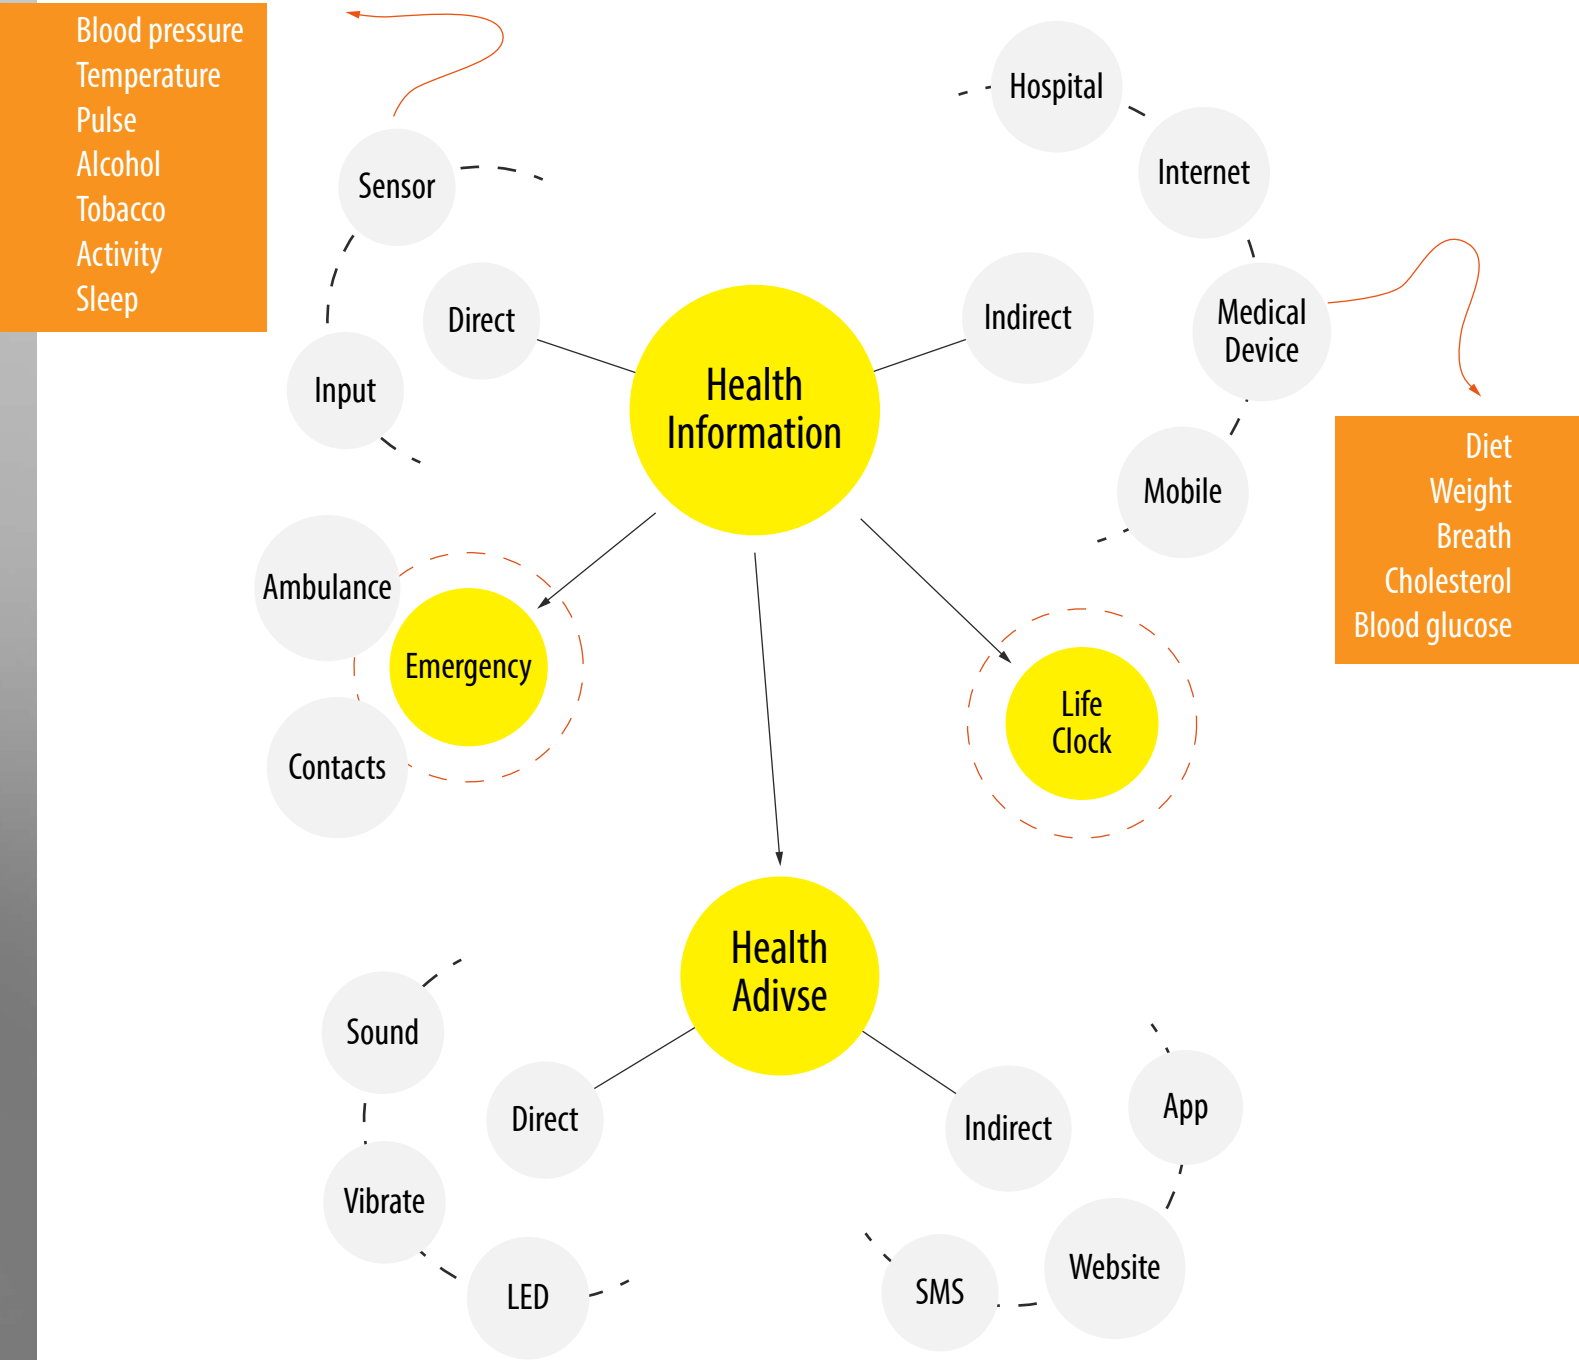 Blood pressure
Temperature
Pulse
Alcohol
Tobacco
Activity
Sleep
Sensor
Input
Direct
Health
Information
Indirect
Hospital
Internet
Medical
Device
Mobile
Diet
Weight
Breath
Cholesterol
Blood glucose
Ambulance
Emergency
Contacts
Life
Clock
Health
Adivse
Direct
Sound
Vibrate
LED
Indirect
App
Website
SMS